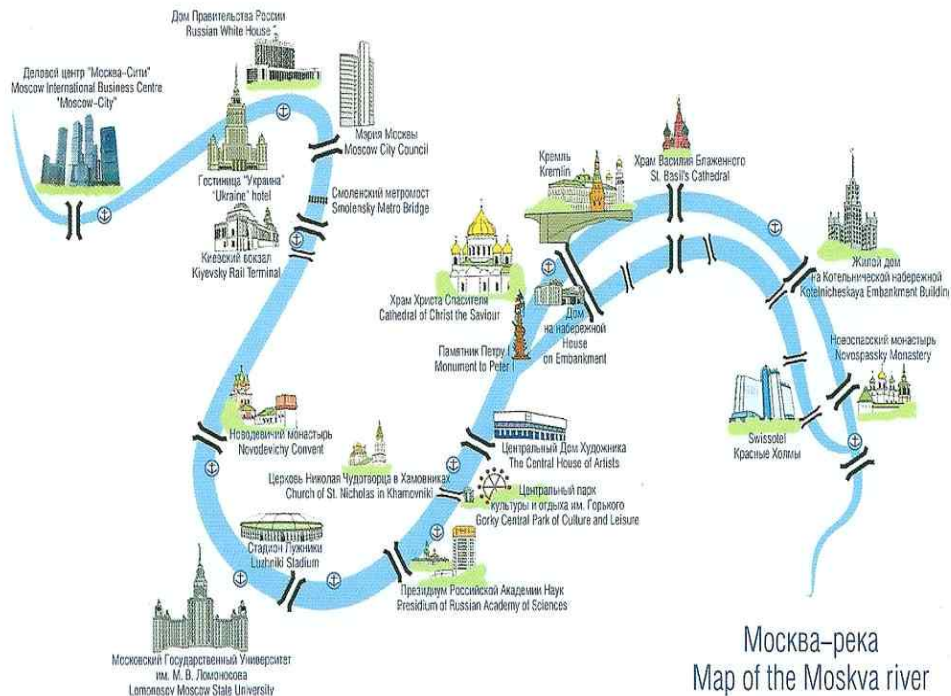 Дом Правительства России
Russian White House
Деловой центр "Москва-Сити"
Moscow International Business Centre
"Moscow-City"
Мэрия Москвы
Moscow City Council
Гостиница "Украина"
"Ukraine" hotel
Смоленский метромост
Smolensky Metro Bridge
Киевский вокзал
Kiyevsky Rail Terminal
Кремль
Kremlin
Храм Василия Блаженного
St. Basil's Cathedral
Жилой дом
на Котельнической набережной
Kotelnicheskaya Embankment Building
Храм Христа Спасителя
Cathedral of Christ the Saviour
Дом
на набережной
House
on Embankment
Памятник Петру I
Monument to Peter I
Новоспасский монастырь
Novospassky Monastery
Swissotel
Красные Холмы
Новодевичий монастырь
Novodevichy Convent
Центральный Дом Художника
The Central House of Artists
Церковь Николая Чудотворца в Хамовниках
Church of St. Nicholas in Khamovniki
Центральный парк
культуры и отдыха им. Горького
Gorky Central Park of Culture and Leisure
Стадион Лужники
Luzhniki Stadium
Президиум Российской Академии Наук
Presidium of Russian Academy of Sciences
Московский Государственный Университет
им. М. В. Ломоносова
Lomonosov Moscow State University
Москва-река
Map of the Moskva river